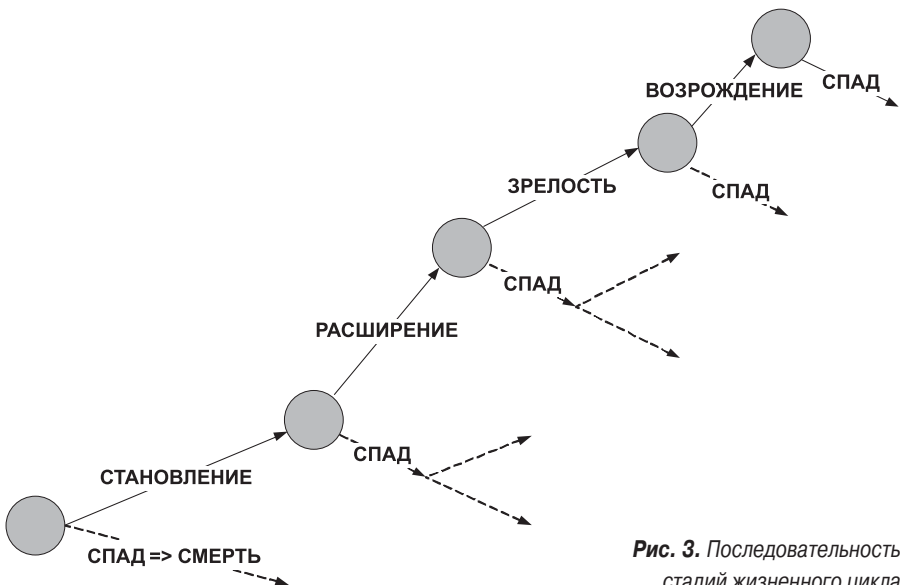 ВОЗРОЖДЕНИЕ
СПАД
ЗРЕЛОСТЬ
СПАД
СПАД
РАСШИРЕНИЕ
СПАД
СТАНОВЛЕНИЕ
СПАД => СМЕРТЬ
Рис. 3. Последовательность
стадий жизненного цикла